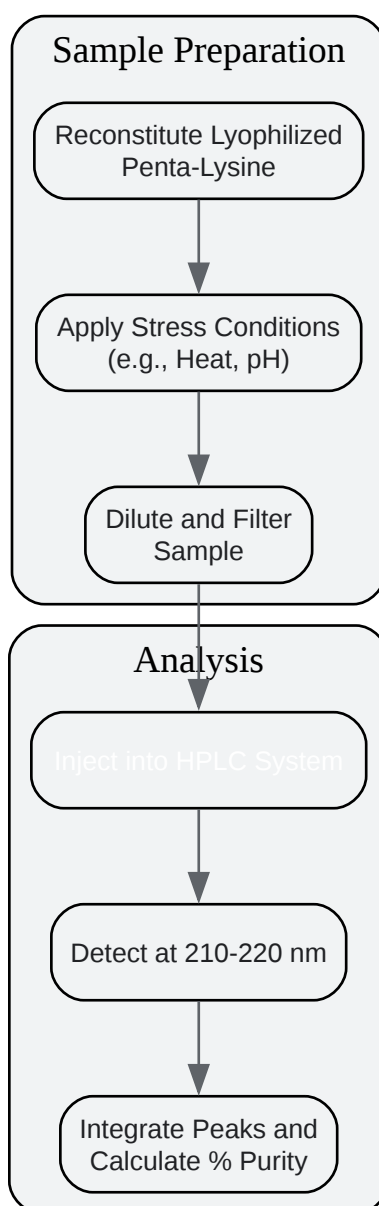 Sample Preparation
Reconstitute Lyophilized
Penta-Lysine
Apply Stress Conditions
(e.g., Heat, pH)
Dilute and Filter
Sample
Analysis
Inject into HPLC System
Detect at 210-220 nm
Integrate Peaks and
Calculate % Purity